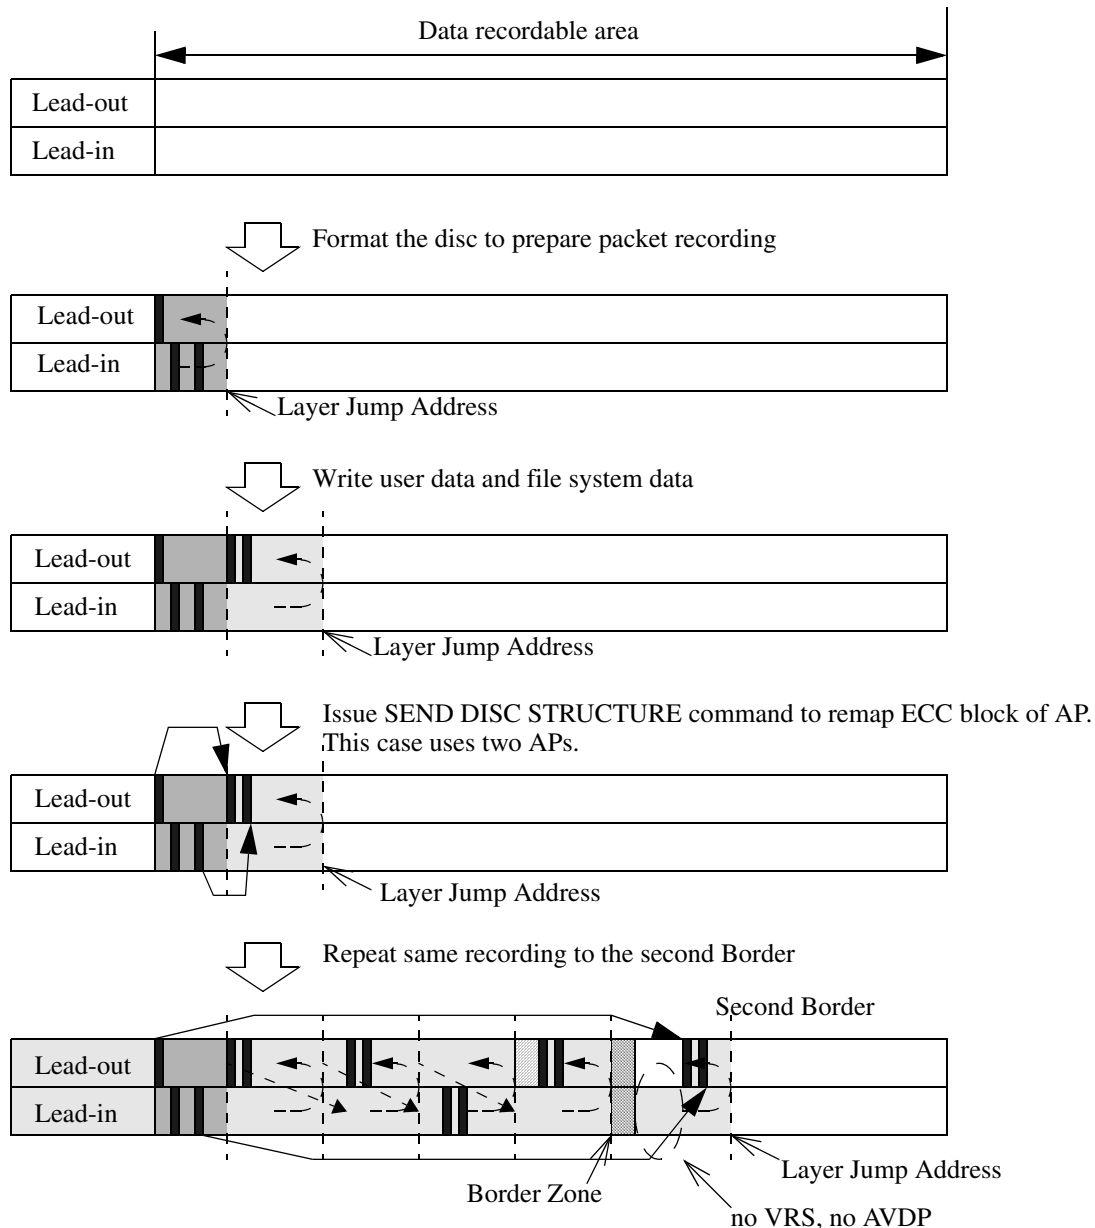 Data recordable area
Lead-out
Lead-in
Format the disc to prepare packet recording
Lead-out
Lead-in
Layer Jump Address
Write user data and file system data
Lead-out
Lead-in
Layer Jump Address
Issue SEND DISC STRUCTURE command to remap ECC block of AP.
This case uses two APs.
Lead-out
Lead-in
Layer Jump Address
Repeat same recording to the second Border
Second Border
Lead-out
Lead-in
Layer Jump Address
Border Zone
no VRS, no AVDP